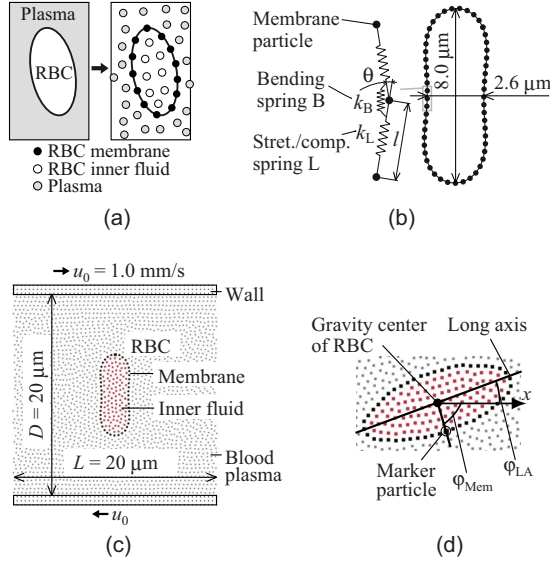 Plasma
RBC
RBC membrane
RBC inner fluid
Plasma
(a)
Membrane
particle
Bending
spring B
θ
k_B
Stret./comp.
spring L
k_L
l
8.0 μm
2.6 μm
(b)
u_0 = 1.0 mm/s
Wall
RBC
Membrane
Inner fluid
D = 20 μm
L = 20 μm
Blood
plasma
u_0
(c)
Gravity center
of RBC
Long axis
x
Marker
particle
φ_Mem
φ_LA
(d)